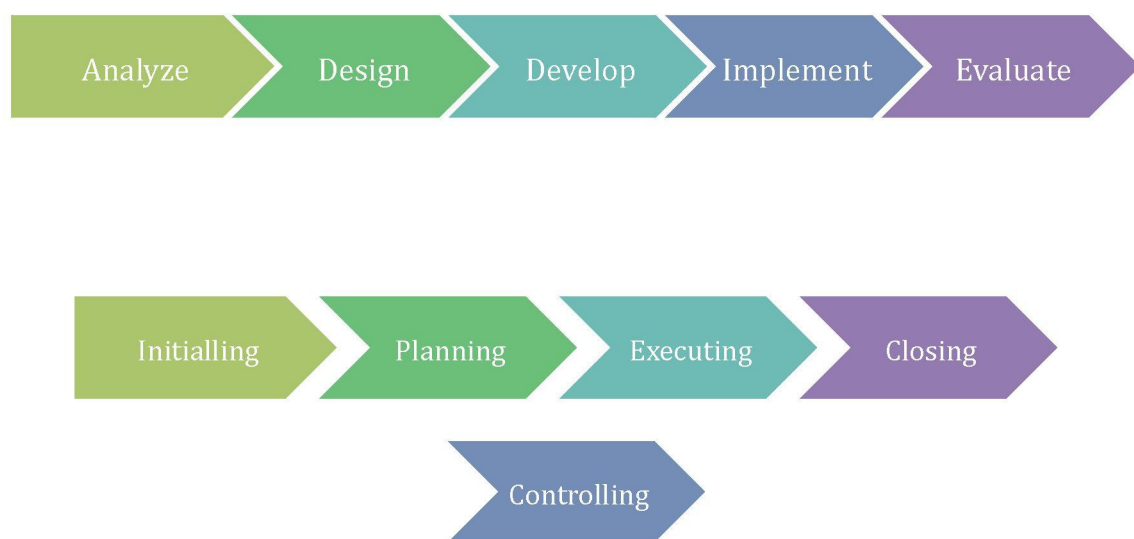 Analyze Design Develop Implement Evaluate
Initialling Planning Executing Closing
Controlling